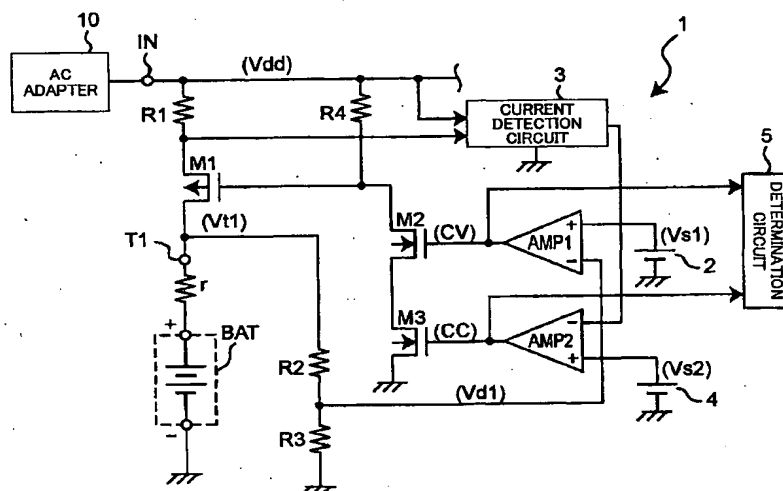 10
AC
ADAPTER
IN
(Vdd)
1
R1
R4
3
CURRENT
DETECTION
CIRCUIT
5
DETERMINATION
CIRCUIT
M1
(Vt1)
M2
(CV)
AMP1
+
−
(Vs1)
2
T1
r
+
BAT
−
M3
(CC)
AMP2
−
+
(Vs2)
4
R2
(Vd1)
R3